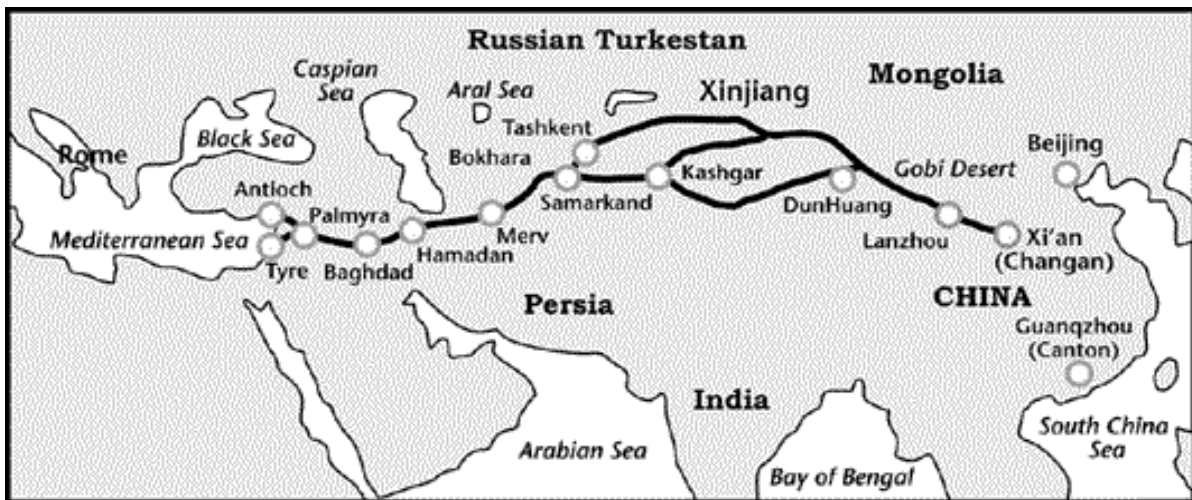 Russian Turkestan
Caspian
Sea
Aral Sea
Mongolia
Xinjiang
Black Sea
Rome
Tashkent
Bokhara
Beijing
Kashgar
Gobi Desert
Antioch
Palmyra
Samarkand
DunHuang
Mediterranean Sea
Merv
Lanzhou
Xi'an
(Changan)
Tyre
Baghdad
Hamadan
Persia
CHINA
Guanqzhou
(Canton)
India
Arabian Sea
Bay of Bengal
South China
Sea